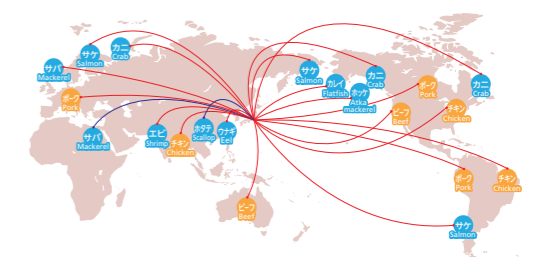 サケ
Salmon
カニ
Crab
サバ
Mackerel
ポーク
Pork
サバ
Mackerel
エビ
Shrimp
チキン
Chicken
ホタテ
Scallop
ウナギ
Eel
サケ
Salmon
カレイ
Flatfish
カニ
Crab
ホッケ
Atka
mackerel
ポーク
Pork
カニ
Crab
ビーフ
Beef
チキン
Chicken
ビーフ
Beef
ポーク
Pork
チキン
Chicken
サケ
Salmon